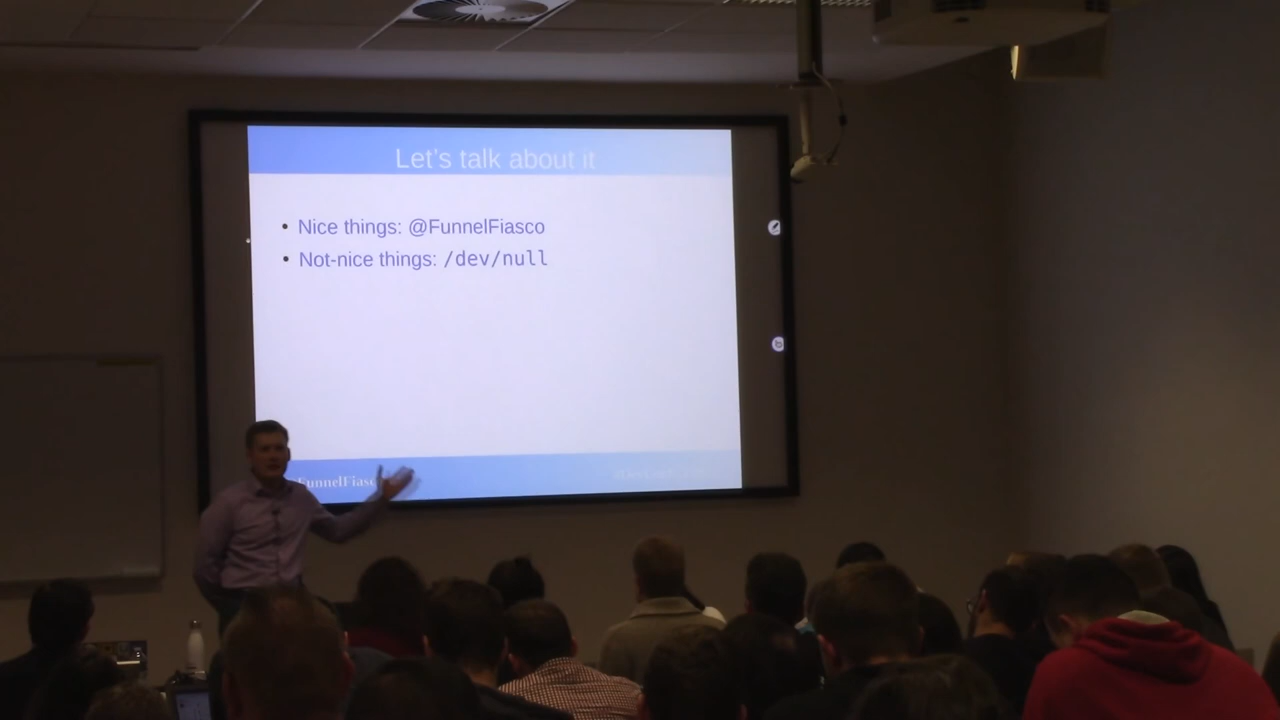 Let's talk about it
• Nice things: @FunnelFiasco
• Not-nice things: /dev/null